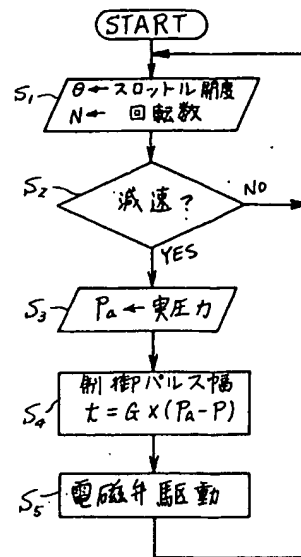 START
S1
θ←スロットル開度
N← 回転数
S2
減速?
NO
YES
S3
Pa←実圧力
S4
制御パルス幅
t=G×(Pa-P)
S5
電磁弁駆動